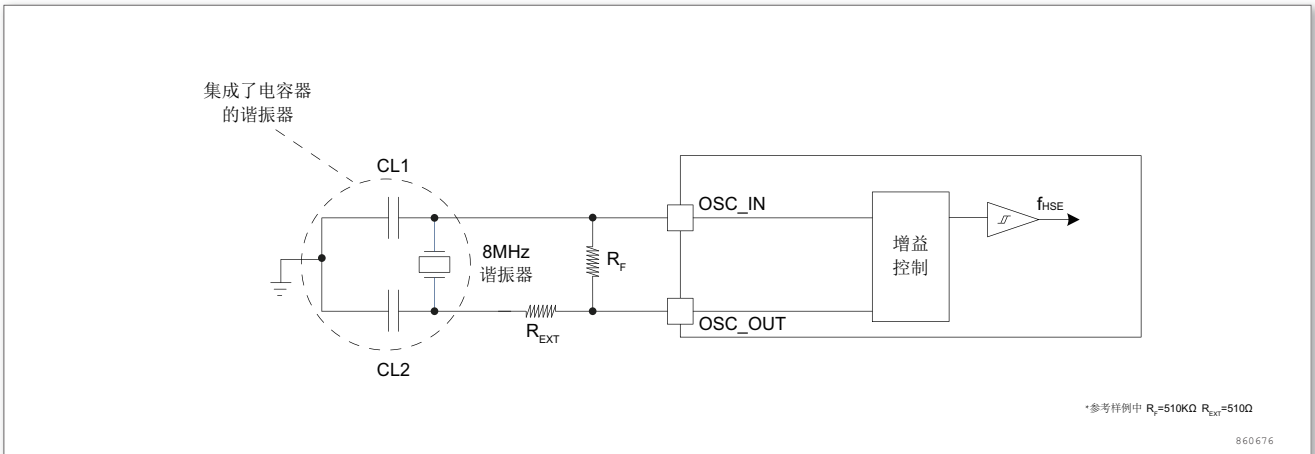 集成了电容器
的谐振器
CL1
OSC_IN
fHSE
8MHz
谐振器
RF
增益
控制
REXT
OSC_OUT
CL2
*参考样例中 RF=510KΩ REXT=510Ω
860676